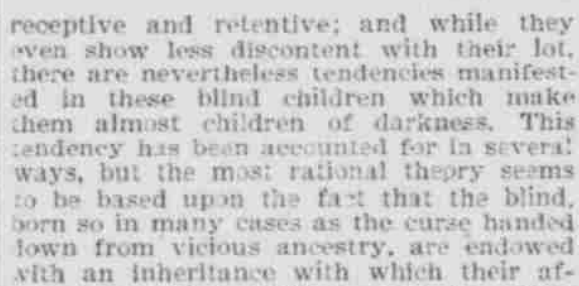 receptive and retentive; and while they
even show less discontent with their lot,
there are nevertheless tendencies manifest-
ed in these blind children which make
them almost children of darkness. This
tendency has been accounted for in several
ways, but the most rational theory seems
to be based upon the fact that the blind,
born so in many cases as the curse handed
down from vicious ancestry, are endowed
with an inheritance with which their af-